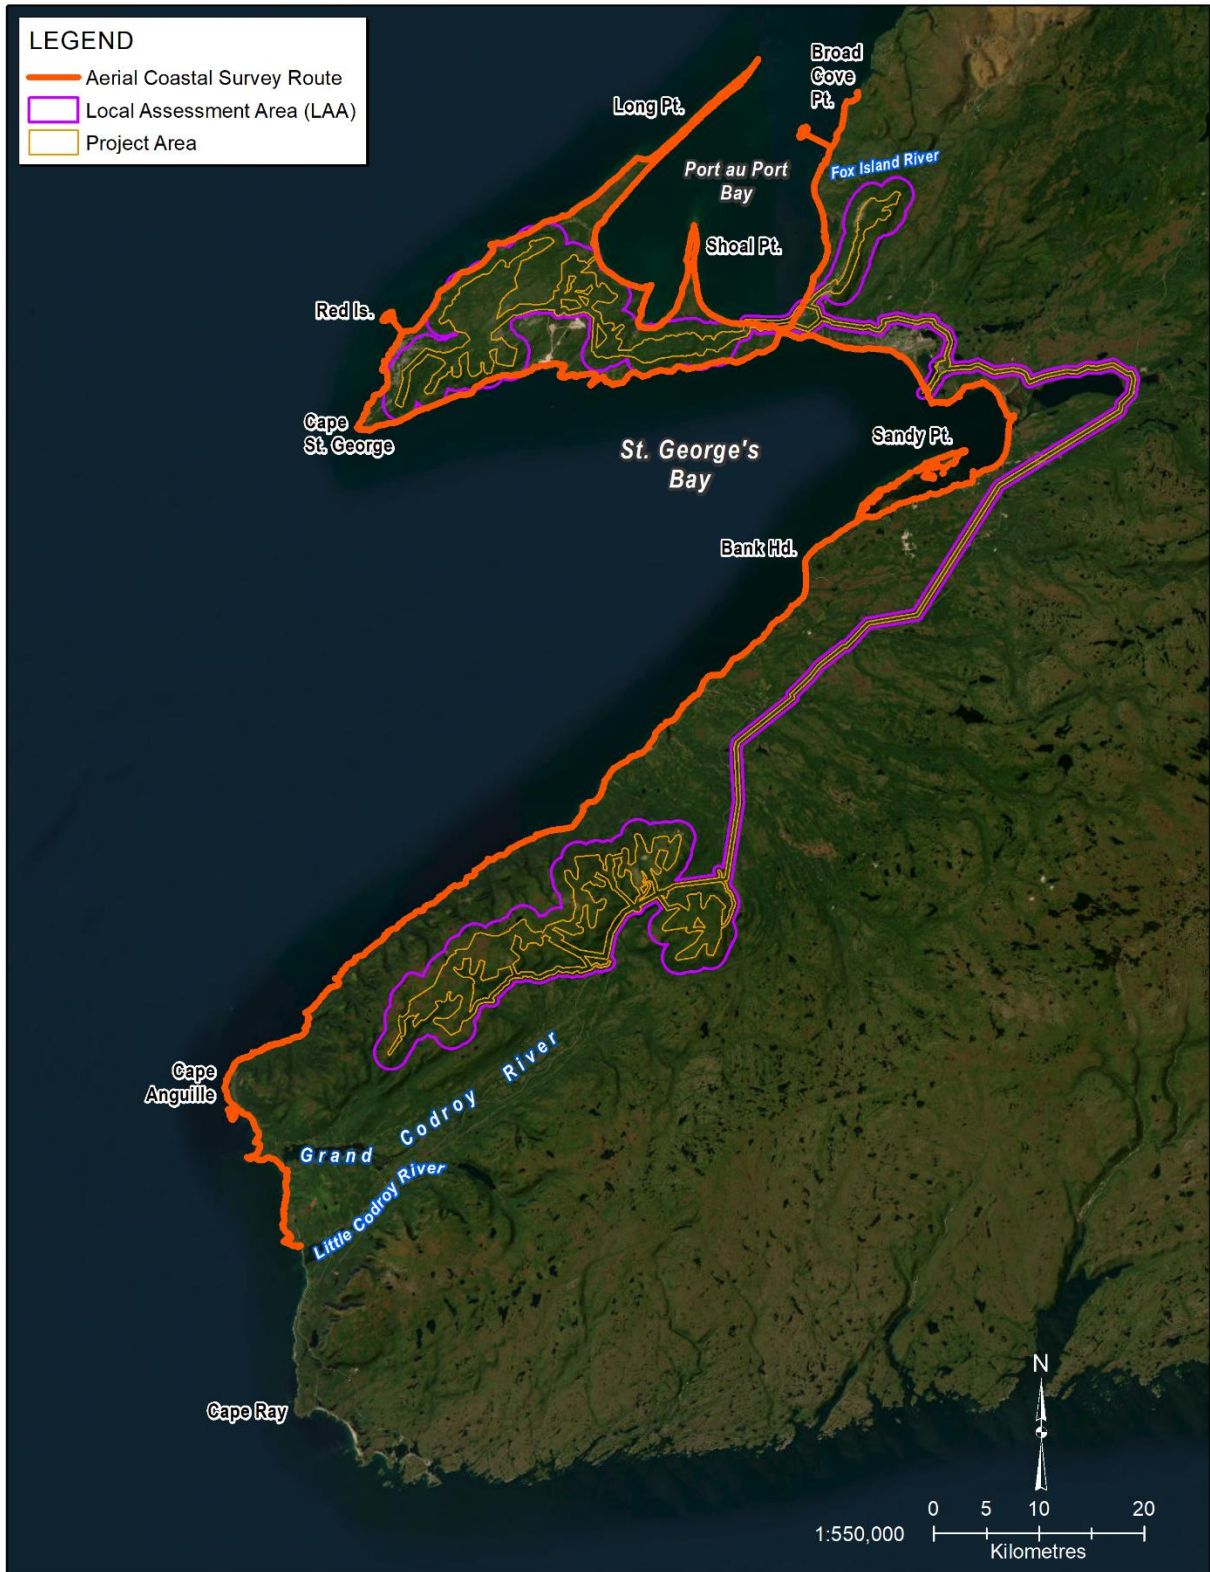 LEGEND
Aerial Coastal Survey Route
Local Assessment Area (LAA)
Project Area
Broad
Cove
Pt.
Long Pt.
Port au Port
Bay
Fox Island River
Shoal Pt.
Red Is.
Cape
St. George
Sandy Pt.
St. George's
Bay
Bank Hd.
Cape
Anguille
Grand Codroy River
Little Codroy River
Cape Ray
N
0 5 10 20
1:550,000
Kilometres